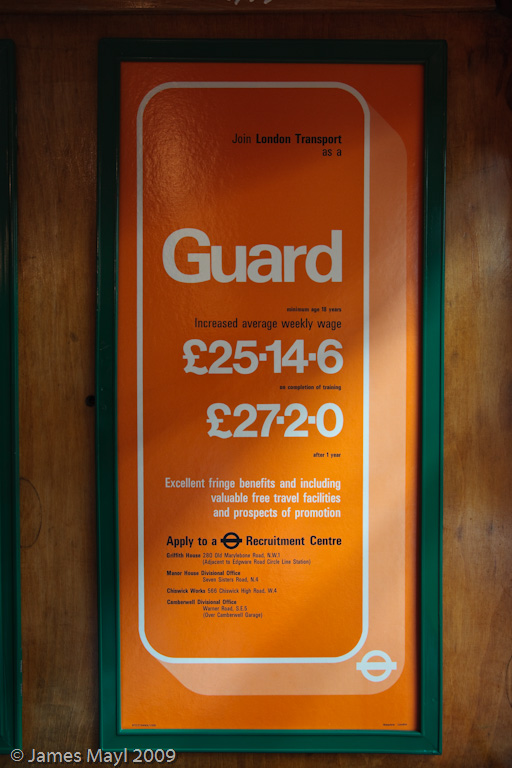 Join London Transport
as a
Guard
minimum age 18 years
Increased average weekly wage
£25-14-6
on completion of training
£27-2-0
after 1 year
Excellent fringe benefits and including
valuable free travel facilities
and prospects of promotion
Apply to a Recruitment Centre
Griffith House 280 Old Marylebone Road, N.W.1
(Adjacent to Edgware Road Circle Line Station)
Manor House Divisional Office
Seven Sisters Road, N.4
Chiswick Works 566 Chiswick High Road, W.4
Camberwell Divisional Office
Warner Road, S.E.5
(Over Camberwell Garage)
© James Mayl 2009